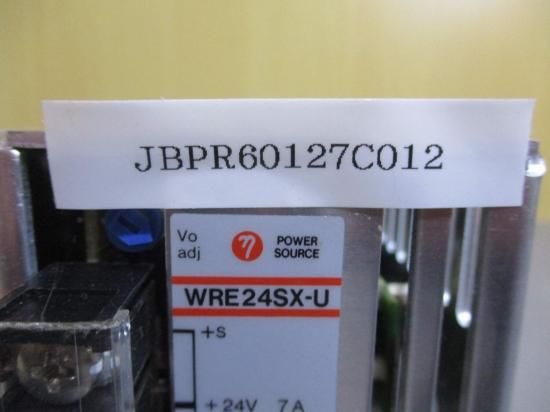 JBPR60127C012
Vo adj
η POWER SOURCE
WRE24SX-U
+S
+24V 7A